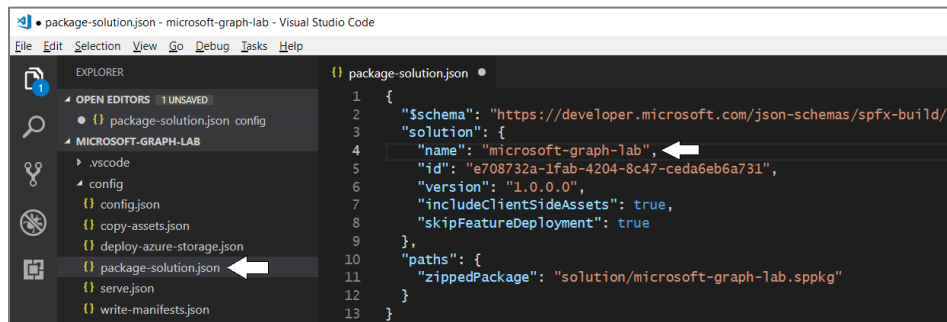 ● package-solution.json - microsoft-graph-lab - Visual Studio Code
File Edit Selection View Go Debug Tasks Help
EXPLORER
OPEN EDITORS 1 UNSAVED
● {} package-solution.json config
MICROSOFT-GRAPH-LAB
.vscode
config
{} config.json
{} copy-assets.json
{} deploy-azure-storage.json
{} package-solution.json
{} serve.json
{} write-manifests.json
1
{} package-solution.json ●
1 {
2 "$schema": "https://developer.microsoft.com/json-schemas/spfx-build/
3 "solution": {
4 "name": "microsoft-graph-lab",
5 "id": "e708732a-1fab-4204-8c47-ceda6eb6a731",
6 "version": "1.0.0.0",
7 "includeClientSideAssets": true,
8 "skipFeatureDeployment": true
9 },
10 "paths": {
11 "zippedPackage": "solution/microsoft-graph-lab.sppkg"
12 }
13 }